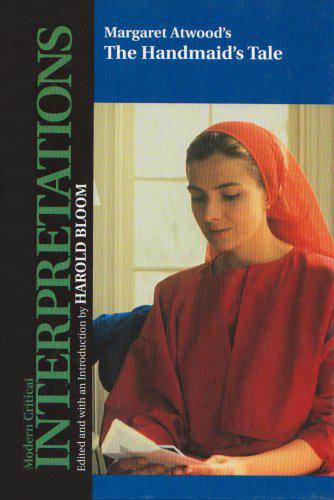 Margaret Atwood's
The Handmaid's Tale
Modern Critical
INTERPRETATIONS
Edited and with an Introduction by HAROLD BLOOM